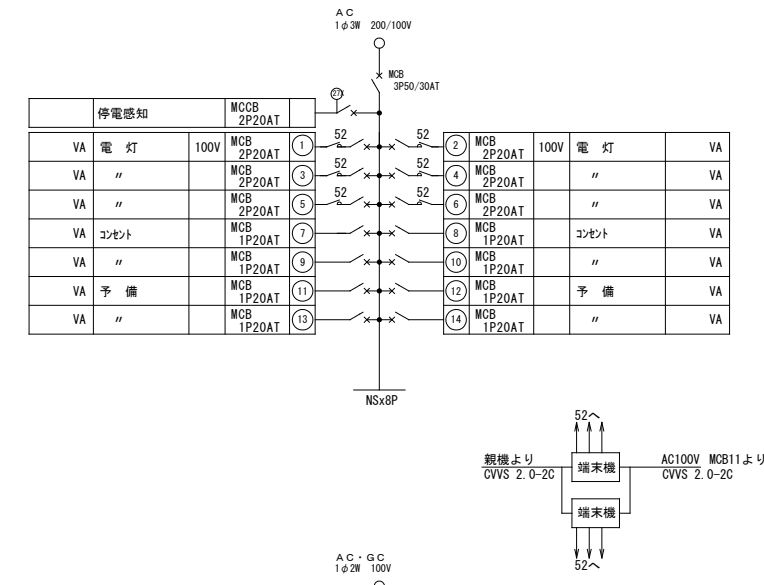 AC
1φ3W 200/100V
MCB
3P50/30AT
27X
停電感知 MCCB 2P20AT
VA 電 灯 100V MCB 2P20AT 1 52 52 2 MCB 2P20AT 100V 電 灯 VA
VA 〃 MCB 2P20AT 3 52 52 4 MCB 2P20AT 〃 VA
VA 〃 MCB 2P20AT 5 52 52 6 MCB 2P20AT 〃 VA
VA コンセント MCB 1P20AT 7 8 MCB 1P20AT コンセント VA
VA 〃 MCB 1P20AT 9 10 MCB 1P20AT 〃 VA
VA 予 備 MCB 1P20AT 11 12 MCB 1P20AT 予 備 VA
VA 〃 MCB 1P20AT 13 14 MCB 1P20AT 〃 VA
NSx8P
52へ
親機より 端末機 AC100V MCB11より
CVVS 2.0-2C CVVS 2.0-2C
端末機
52へ
AC・GC
1φ2W 100V